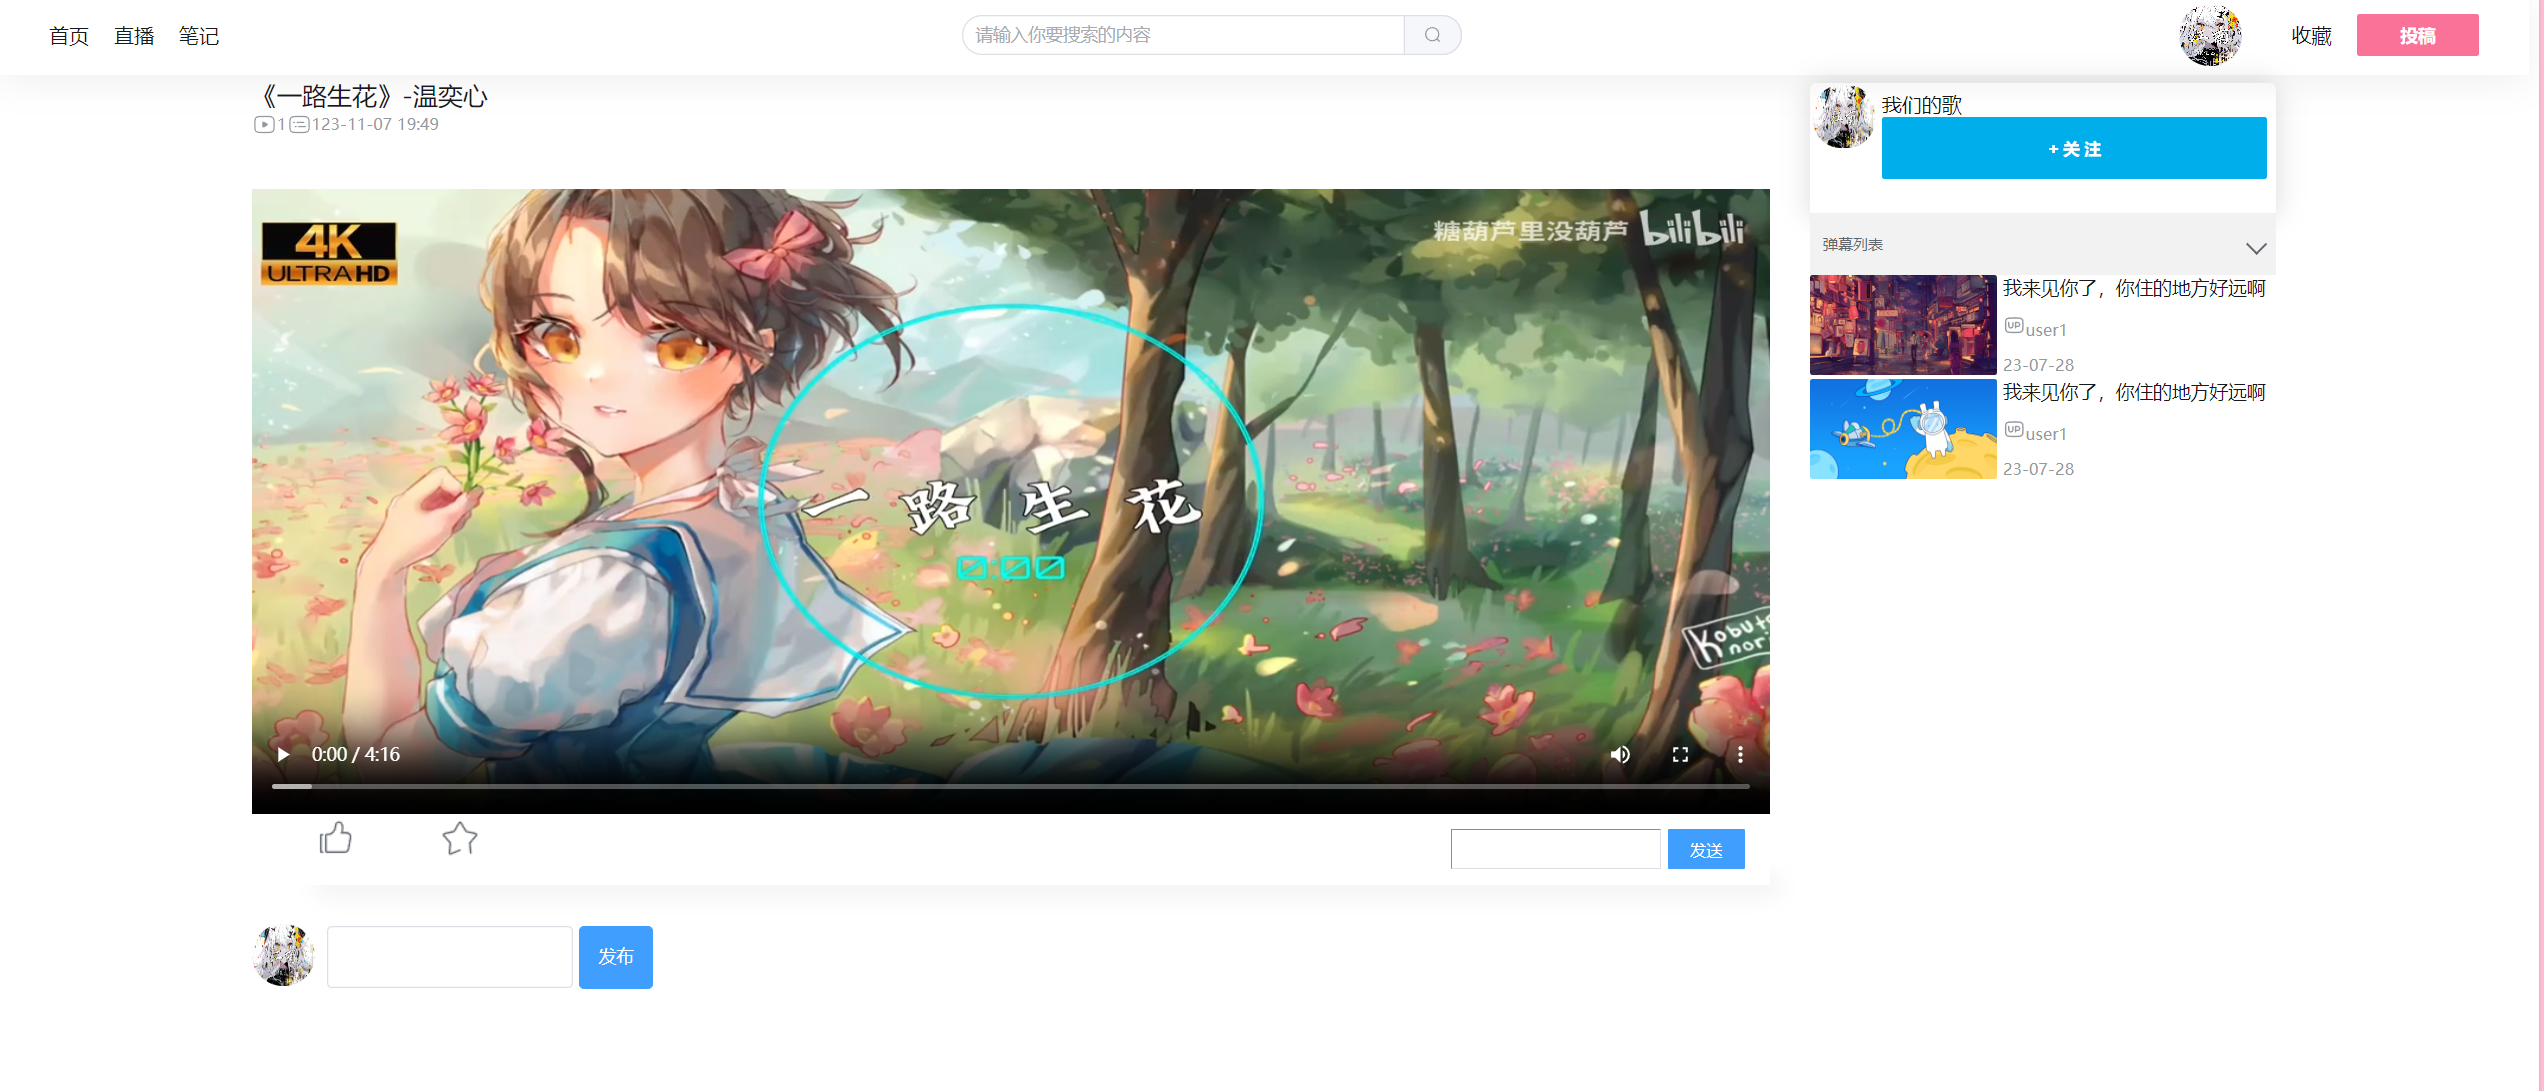 首页 直播 笔记
请输入你要搜索的内容
收藏 投稿
《一路生花》-温奕心
1 123-11-07 19:49
4K
ULTRA HD
糖葫芦里没葫芦 bilibili
一路生花
0:00
Kobuta
nori
0:00 / 4:16
发送
发布
我们的歌
+关注
弹幕列表
我来见你了，你住的地方好远啊
UP user1
23-07-28
我来见你了，你住的地方好远啊
UP user1
23-07-28